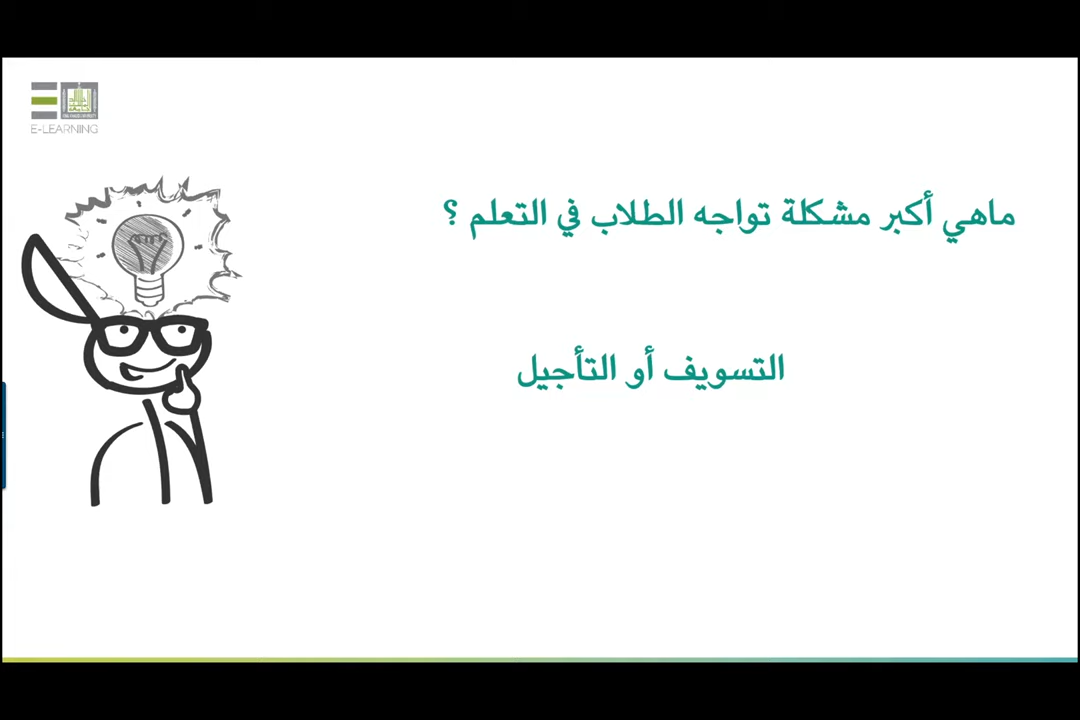 E-LEARNING
ماهي أكبر مشكلة تواجه الطلاب في التعلم ؟
التسويف أو التأجيل